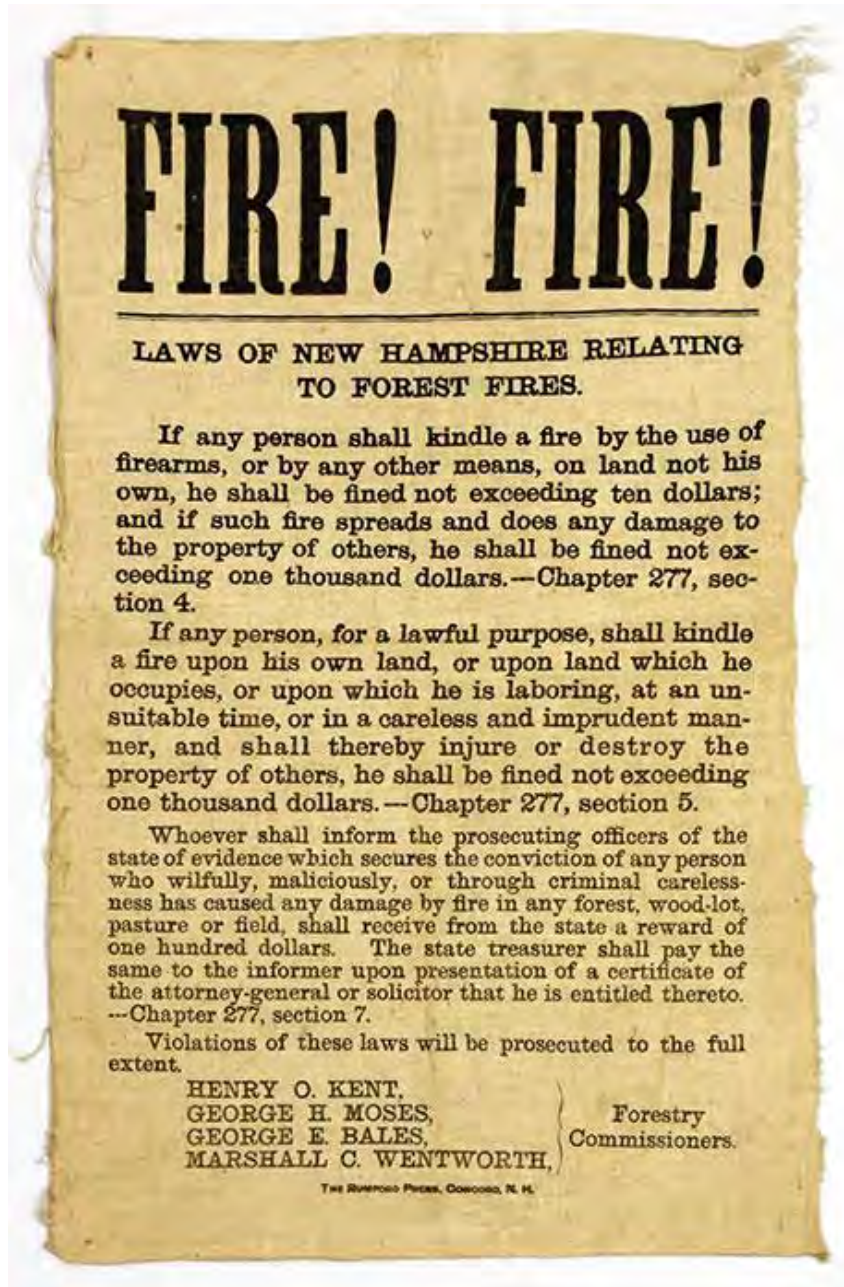 FIRE! FIRE!
LAWS OF NEW HAMPSHIRE RELATING
TO FOREST FIRES.
If any person shall kindle a fire by the use of
firearms, or by any other means, on land not his
own, he shall be fined not exceeding ten dollars;
and if such fire spreads and does any damage to
the property of others, he shall be fined not ex-
ceeding one thousand dollars.—Chapter 277, sec-
tion 4.
If any person, for a lawful purpose, shall kindle
a fire upon his own land, or upon land which he
occupies, or upon which he is laboring, at an un-
suitable time, or in a careless and imprudent man-
ner, and shall thereby injure or destroy the
property of others, he shall be fined not exceeding
one thousand dollars.—Chapter 277, section 5.
Whoever shall inform the prosecuting officers of the
state of evidence which secures the conviction of any person
who wilfully, maliciously, or through criminal careless-
ness has caused any damage by fire in any forest, wood-lot,
pasture or field, shall receive from the state a reward of
one hundred dollars. The state treasurer shall pay the
same to the informer upon presentation of a certificate of
the attorney-general or solicitor that he is entitled thereto.
—Chapter 277, section 7.
Violations of these laws will be prosecuted to the full
extent.
HENRY O. KENT,
GEORGE H. MOSES,
GEORGE E. BALES,
MARSHALL C. WENTWORTH,
Forestry
Commissioners.
THE RUMFORD PRESS, CONCORD, N. H.